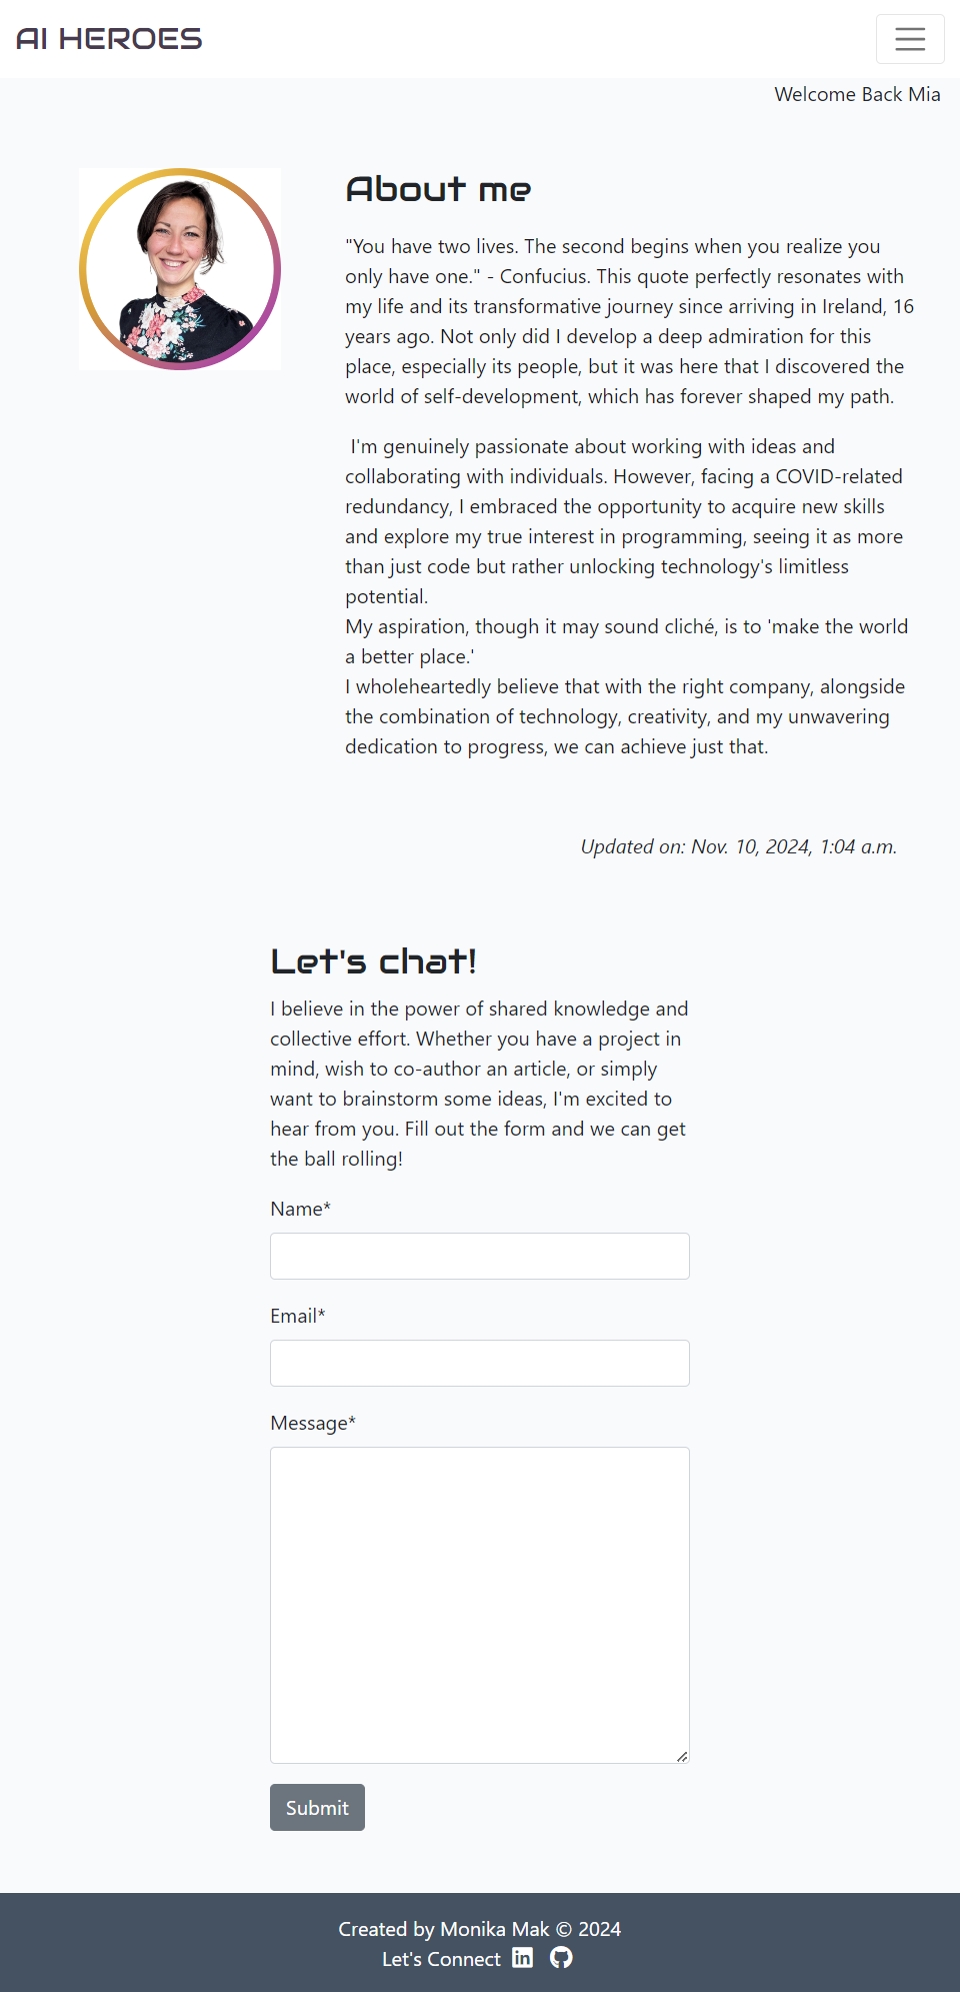 AI HEROES
Welcome Back Mia
About me
"You have two lives. The second begins when you realize you
only have one." - Confucius. This quote perfectly resonates with
my life and its transformative journey since arriving in Ireland, 16
years ago. Not only did I develop a deep admiration for this
place, especially its people, but it was here that I discovered the
world of self-development, which has forever shaped my path.
I'm genuinely passionate about working with ideas and
collaborating with individuals. However, facing a COVID-related
redundancy, I embraced the opportunity to acquire new skills
and explore my true interest in programming, seeing it as more
than just code but rather unlocking technology's limitless
potential.
My aspiration, though it may sound cliché, is to 'make the world
a better place.'
I wholeheartedly believe that with the right company, alongside
the combination of technology, creativity, and my unwavering
dedication to progress, we can achieve just that.
Updated on: Nov. 10, 2024, 1:04 a.m.
Let's chat!
I believe in the power of shared knowledge and
collective effort. Whether you have a project in
mind, wish to co-author an article, or simply
want to brainstorm some ideas, I'm excited to
hear from you. Fill out the form and we can get
the ball rolling!
Name*
Email*
Message*
Submit
Created by Monika Mak © 2024
Let's Connect